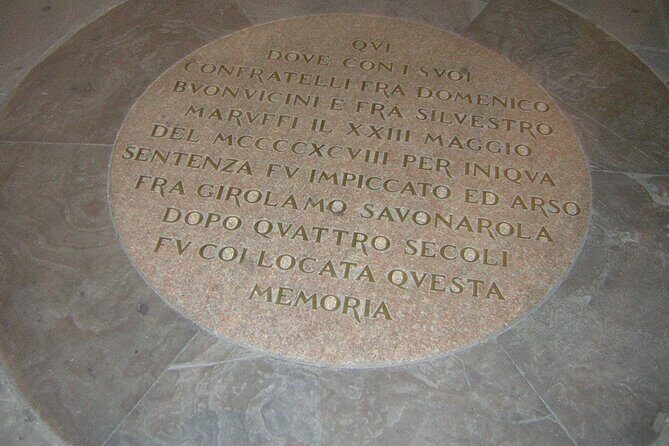 QVI
DOVE CON I SVOI
CONFRATELLI FRA DOMENICO
BVONVICINI E FRA SILVESTRO
MARVFFI IL XXIII MAGGIO
DEL MCCCCXCVIII PER INIQVA
SENTENZA FV IMPICCATO ED ARSO
FRA GIROLAMO SAVONAROLA
DOPO QVATTRO SECOLI
FV COLLOCATA QVESTA
MEMORIA